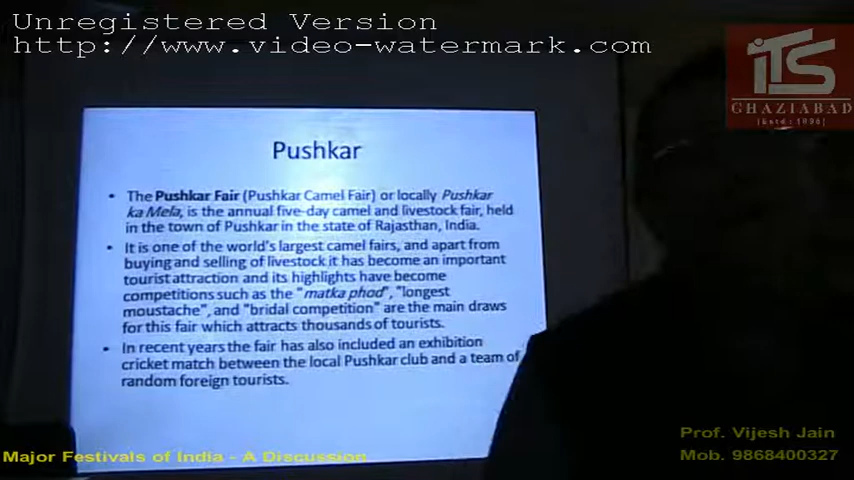 Unregistered Version
http://www.video-watermark.com
iTS
GHAZIABAD
[Estd : 1996]
Pushkar
• The Pushkar Fair (Pushkar Camel Fair) or locally Pushkar
ka Mela, is the annual five-day camel and livestock fair, held
in the town of Pushkar in the state of Rajasthan, India.
• It is one of the world's largest camel fairs, and apart from
buying and selling of livestock it has become an important
tourist attraction and its highlights have become
competitions such as the "matka phod", "longest
moustache", and "bridal competition" are the main draws
for this fair which attracts thousands of tourists.
• In recent years the fair has also included an exhibition
cricket match between the local Pushkar club and a team of
random foreign tourists.
Prof. Vijesh Jain
Major Festivals of India - A Discussion
Mob. 9868400327